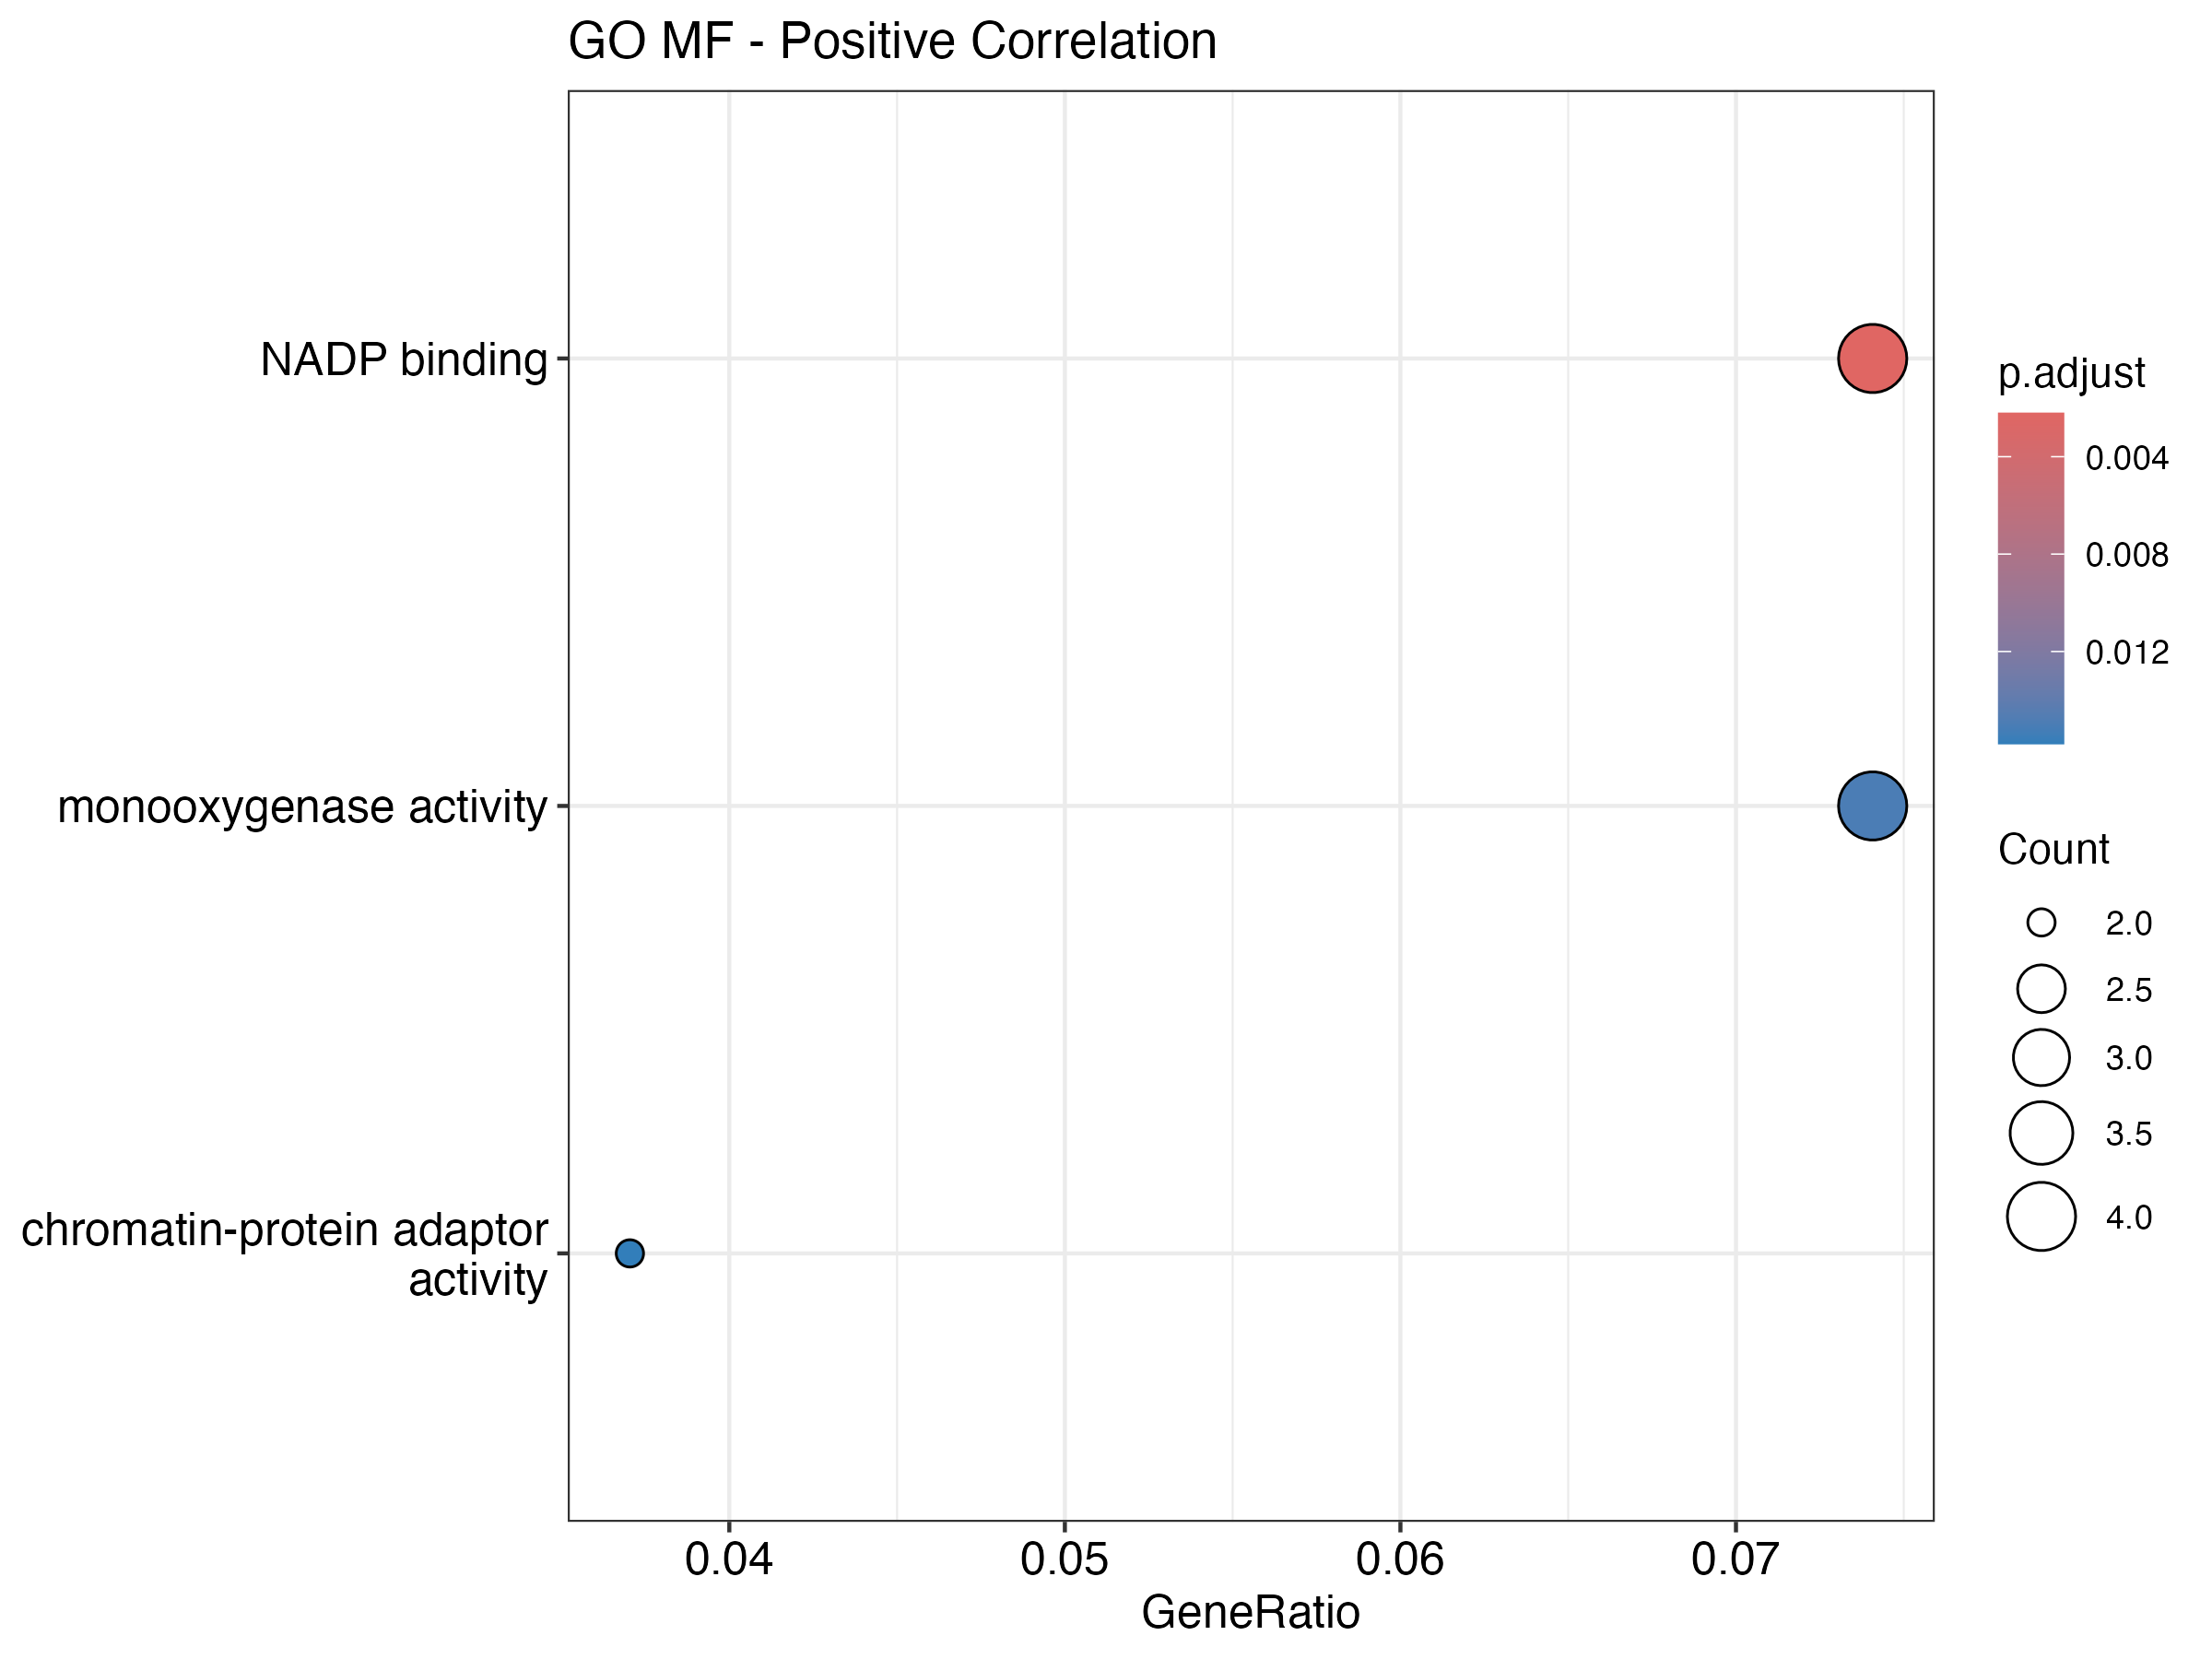 GO MF - Positive Correlation
NADP binding
monooxygenase activity
chromatin-protein adaptor
activity
0.04
0.05
0.06
0.07
GeneRatio
p.adjust
0.004
0.008
0.012
Count
2.0
2.5
3.0
3.5
4.0